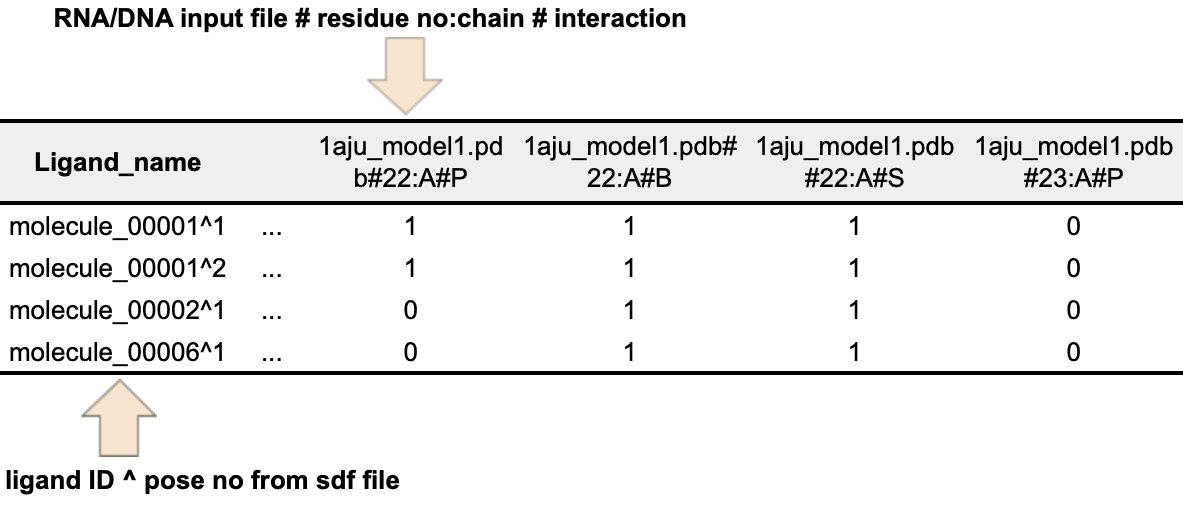 RNA/DNA input file # residue no:chain # interaction
Ligand_name
1aju_model1.pd
b#22:A#P
1aju_model1.pdb#
22:A#B
1aju_model1.pdb
#22:A#S
1aju_model1.pdb
#23:A#P
molecule_00001^1 ... 1 1 1 0
molecule_00001^2 ... 1 1 1 0
molecule_00002^1 ... 0 1 1 0
molecule_00006^1 ... 0 1 1 0
ligand ID ^ pose no from sdf file